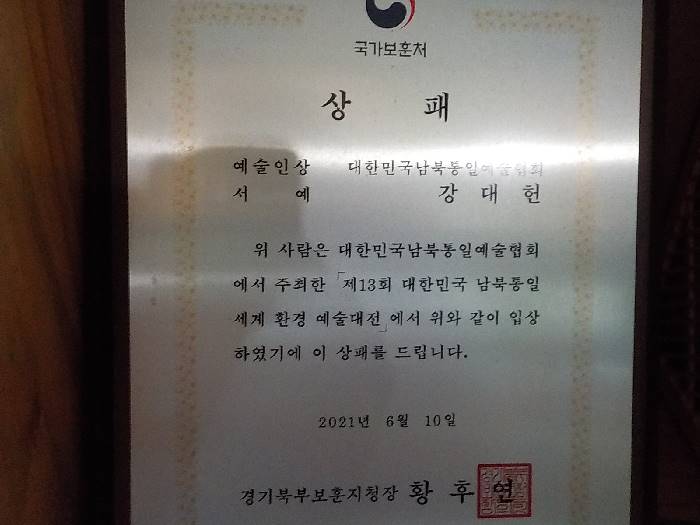 국가보훈처
상 패
예술인상 대한민국남북통일예술협회
서 예 강 대 헌
위 사람은 대한민국남북통일예술협회
에서 주최한 「제13회 대한민국 남북통일
세계 환경 예술대전」에서 위와 같이 입상
하였기에 이 상패를 드립니다.
2021년 6월 10일
경기북부보훈지청장 황 후 연